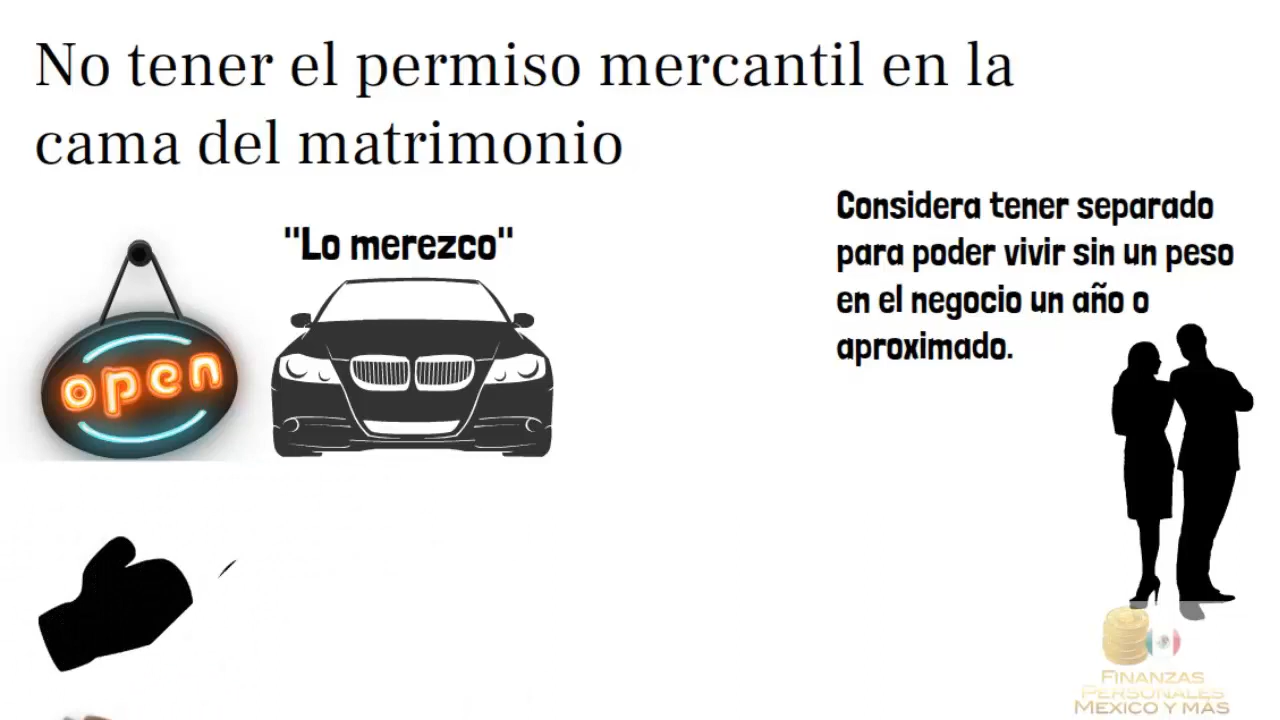 No tener el permiso mercantil en la
cama del matrimonio
"Lo merezco"
Considera tener separado
para poder vivir sin un peso
en el negocio un año o
aproximado.
open
FINANZAS
PERSONALES
MEXICO Y MÁS